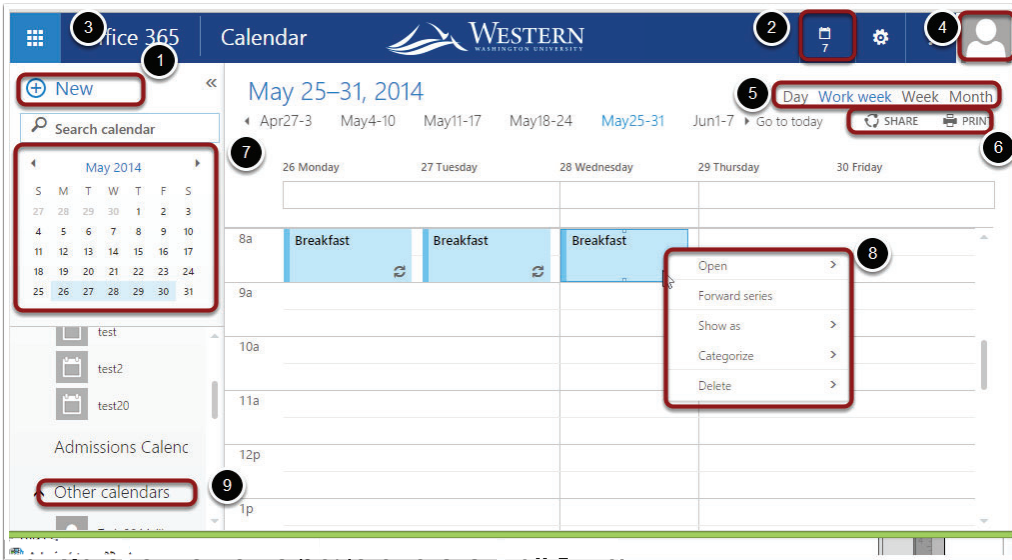 3 ffice 365 Calendar WESTERN 2 7 4
WASHINGTON UNIVERSITY
1
New «
May 25–31, 2014
5 Day Work week Week Month
Search calendar
Apr27-3 May4-10 May11-17 May18-24 May25-31 Jun1-7 Go to today SHARE PRINT
6
7
May 2014
26 Monday 27 Tuesday 28 Wednesday 29 Thursday 30 Friday
S M T W T F S
27 28 29 30 1 2 3
4 5 6 7 8 9 10
11 12 13 14 15 16 17
18 19 20 21 22 23 24
25 26 27 28 29 30 31
8a Breakfast Breakfast Breakfast
8
Open
Forward series
Show as
Categorize
Delete
9a
10a
11a
12p
1p
test
test2
test20
Admissions Calenc
Other calendars
9